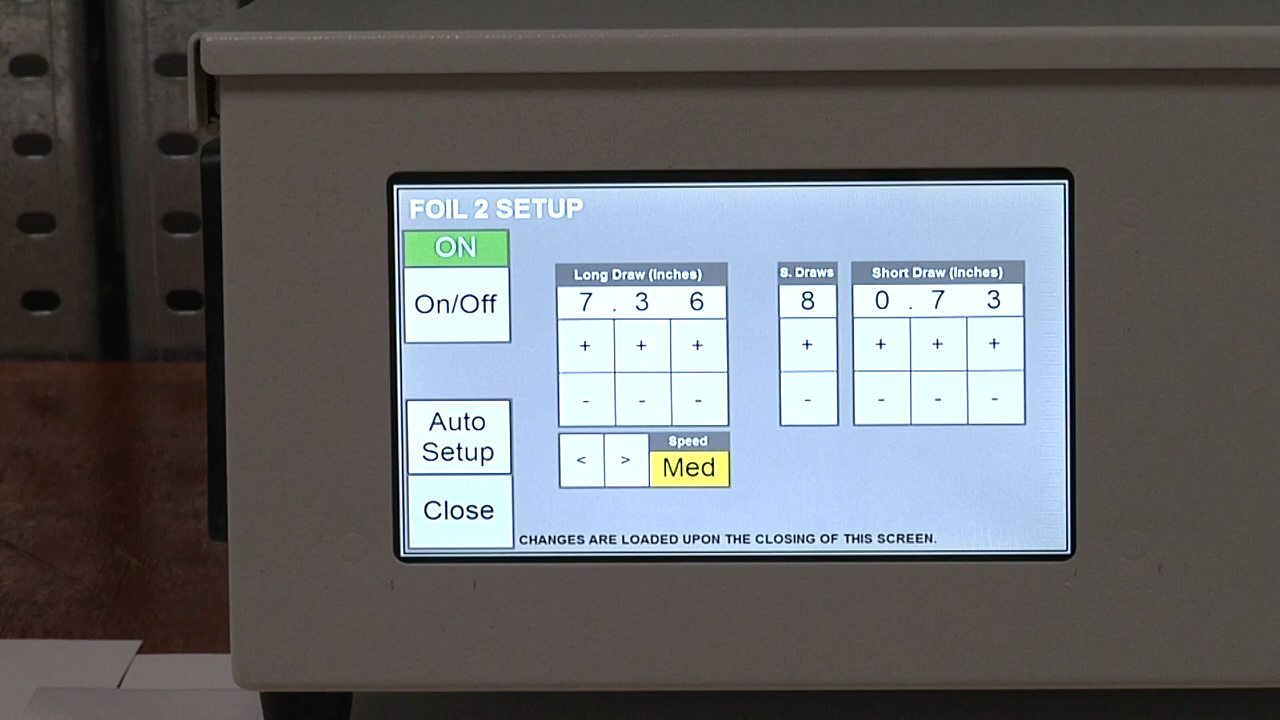 FOIL 2 SETUP
ON
On/Off
Long Draw (Inches)
7 . 3 6
+ + +
- - -
S. Draws
8
+
-
Short Draw (Inches)
0 . 7 3
+ + +
- - -
Auto
Setup
< >
Speed
Med
Close
CHANGES ARE LOADED UPON THE CLOSING OF THIS SCREEN.